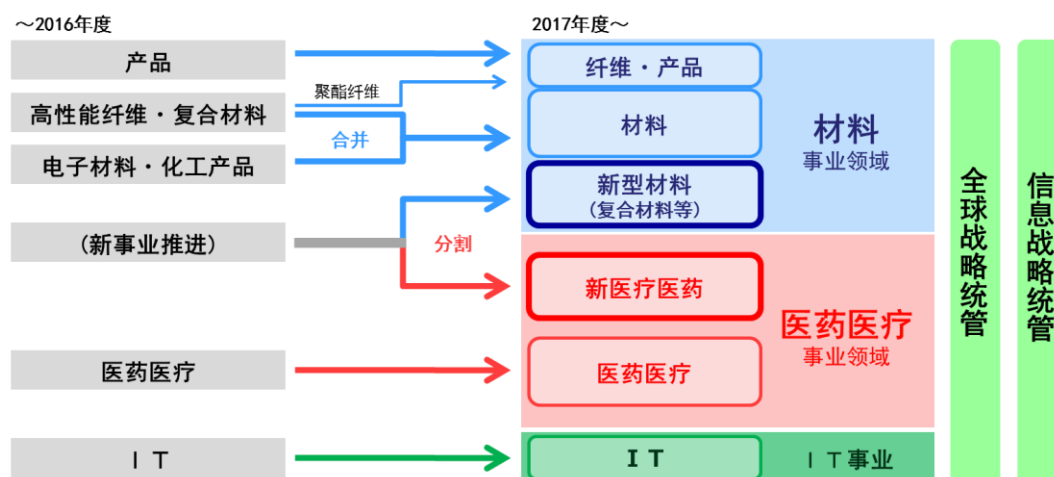 ～2016年度
2017年度～
产品
高性能纤维・复合材料
电子材料・化工产品
(新事业推进)
医药医疗
ＩＴ
聚酯纤维
合并
分割
纤维・产品
材料
新型材料
(复合材料等)
新医疗医药
医药医疗
ＩＴ
材料
事业领域
医药医疗
事业领域
ＩＴ事业
全球战略统管
信息战略统管